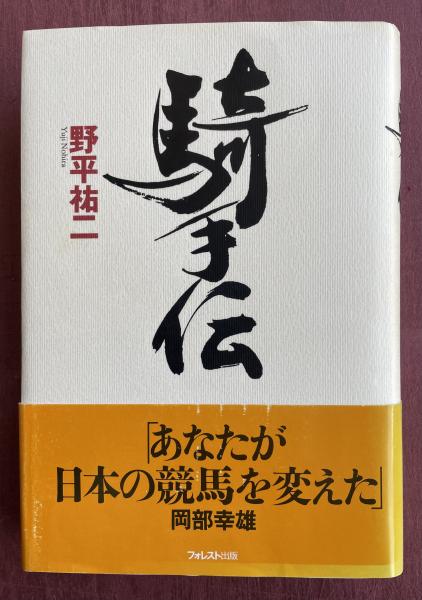 騎手伝
野平祐二
Yuji Nohira
「あなたが
日本の競馬を変えた」
岡部幸雄
フォレスト出版